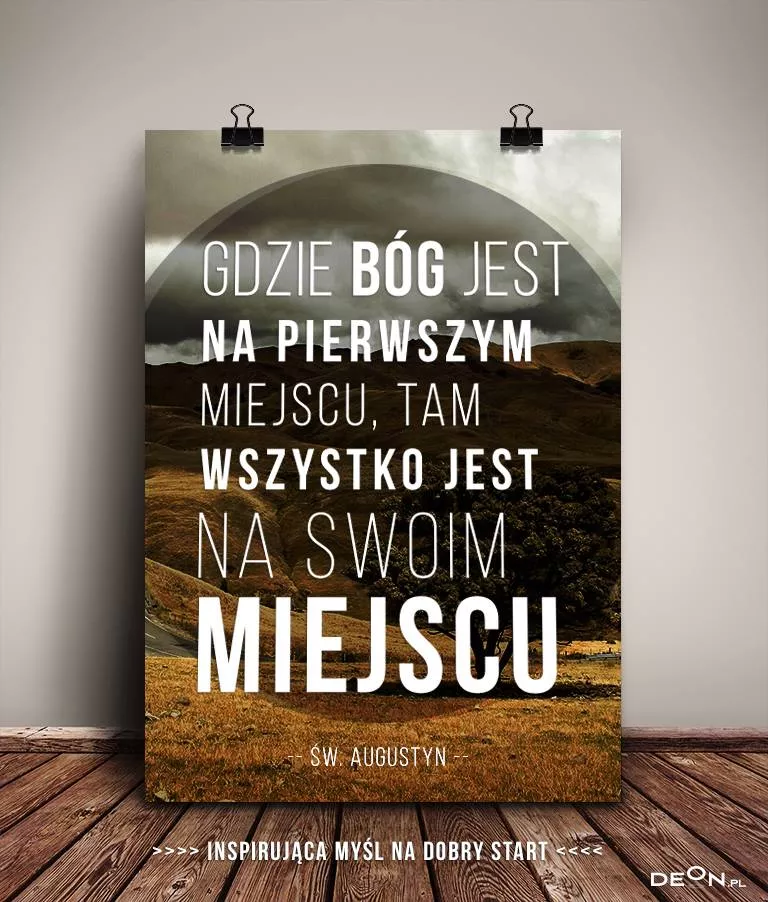 GDZIE BÓG JEST
NA PIERWSZYM
MIEJSCU, TAM
WSZYSTKO JEST
NA SWOIM
MIEJSCU
-- ŚW. AUGUSTYN --
>>>> INSPIRUJĄCA MYŚL NA DOBRY START <<<<
DEON.PL